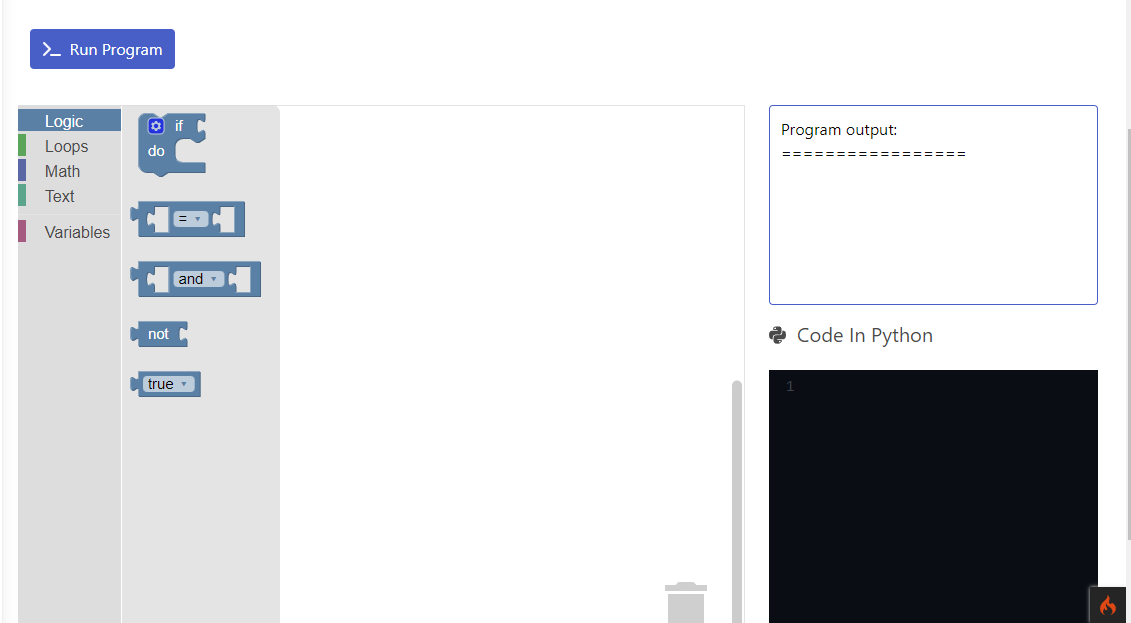 Run Program
Logic
Loops
Math
Text
Variables
if
do
=
and
not
true
Program output:
=================
Code In Python
1